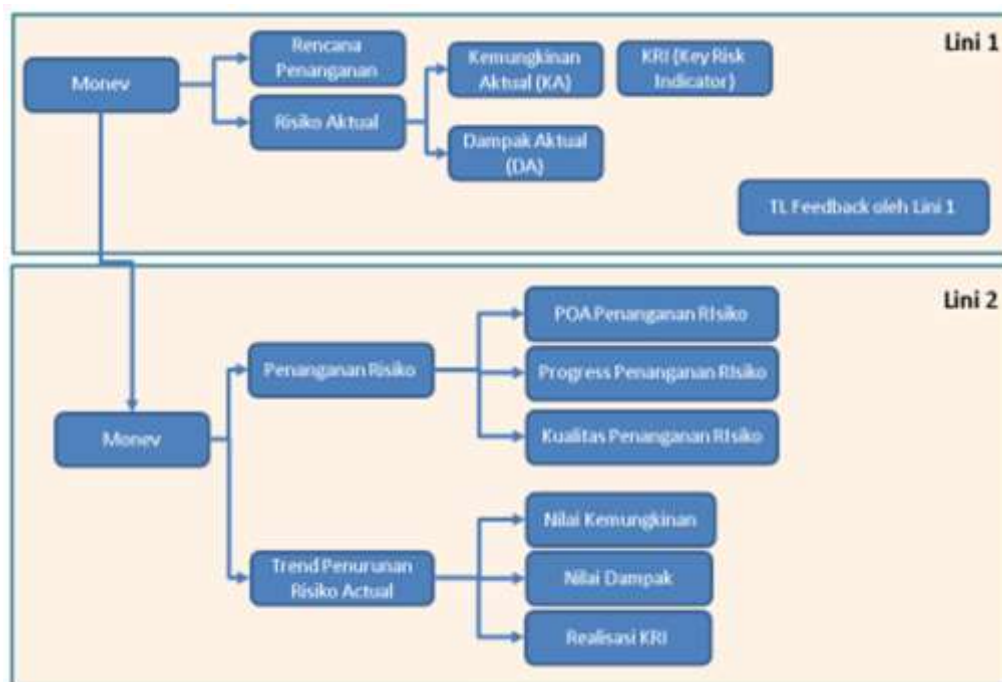 Lini 1
Monev
Rencana
Penanganan
Risiko Aktual
Kemungkinan
Aktual (KA)
KRI (Key Risk
Indicator)
Dampak Aktual
(DA)
TL Feedback oleh Lini 1
Lini 2
Monev
Penanganan Risiko
POA Penanganan RIsiko
Progress Penanganan RIsiko
Kualitas Penanganan RIsiko
Trend Penurunan
Risiko Actual
Nilai Kemungkinan
Nilai Dampak
Realisasi KRI